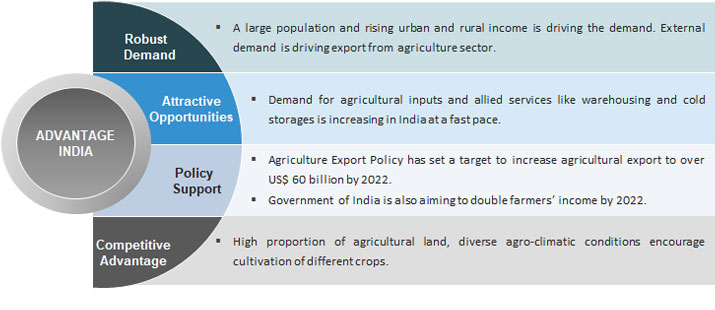 ADVANTAGE
INDIA
Robust
Demand
▪ A large population and rising urban and rural income is driving the demand. External
demand is driving export from agriculture sector.
Attractive
Opportunities
▪ Demand for agricultural inputs and allied services like warehousing and cold
storages is increasing in India at a fast pace.
Policy
Support
▪ Agriculture Export Policy has set a target to increase agricultural export to over
US$ 60 billion by 2022.
▪ Government of India is also aiming to double farmers’ income by 2022.
Competitive
Advantage
▪ High proportion of agricultural land, diverse agro-climatic conditions encourage
cultivation of different crops.